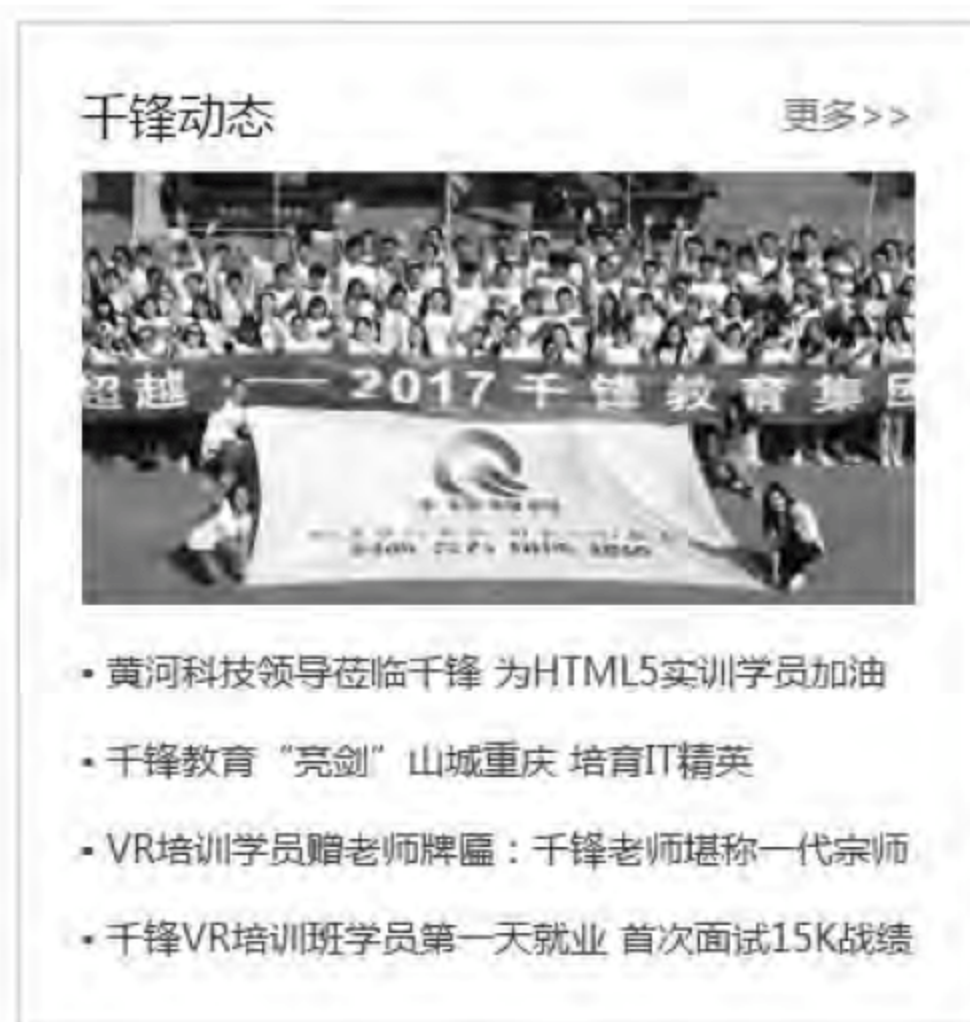 千锋动态
更多>>
超越·——2017千锋教育集团
• 黄河科技领导莅临千锋 为HTML5实训学员加油
• 千锋教育“亮剑”山城重庆 培育IT精英
• VR培训学员赠老师牌匾：千锋老师堪称一代宗师
• 千锋VR培训班学员第一天就业 首次面试15K战绩